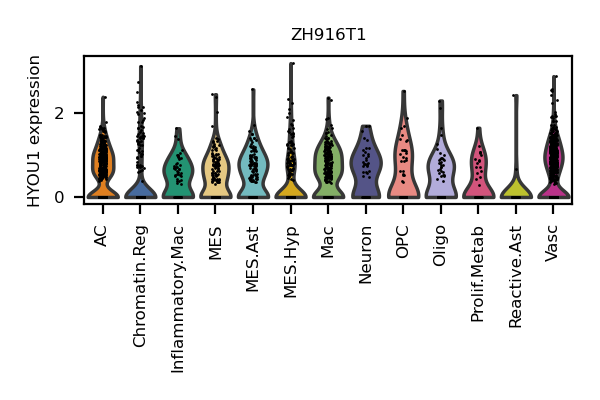 ZH916T1
HYOU1 expression
2
0
AC
Chromatin.Reg
Inflammatory.Mac
MES
MES.Ast
MES.Hyp
Mac
Neuron
OPC
Oligo
Prolif.Metab
Reactive.Ast
Vasc